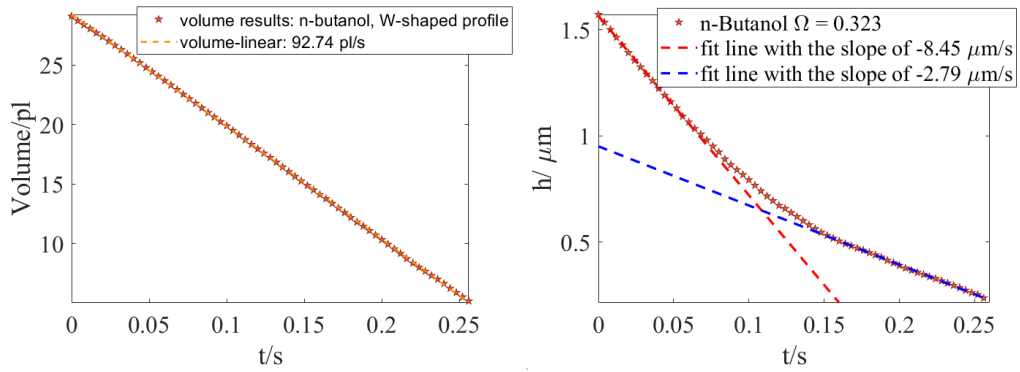 volume results: n-butanol, W-shaped profile
volume-linear: 92.74 pl/s
25
20
15
10
Volume/pl
0
0.05
0.1
0.15
0.2
0.25
t/s
n-Butanol Ω = 0.323
fit line with the slope of -8.45 μm/s
fit line with the slope of -2.79 μm/s
1.5
1
0.5
h/ μm
0
0.05
0.1
0.15
0.2
0.25
t/s